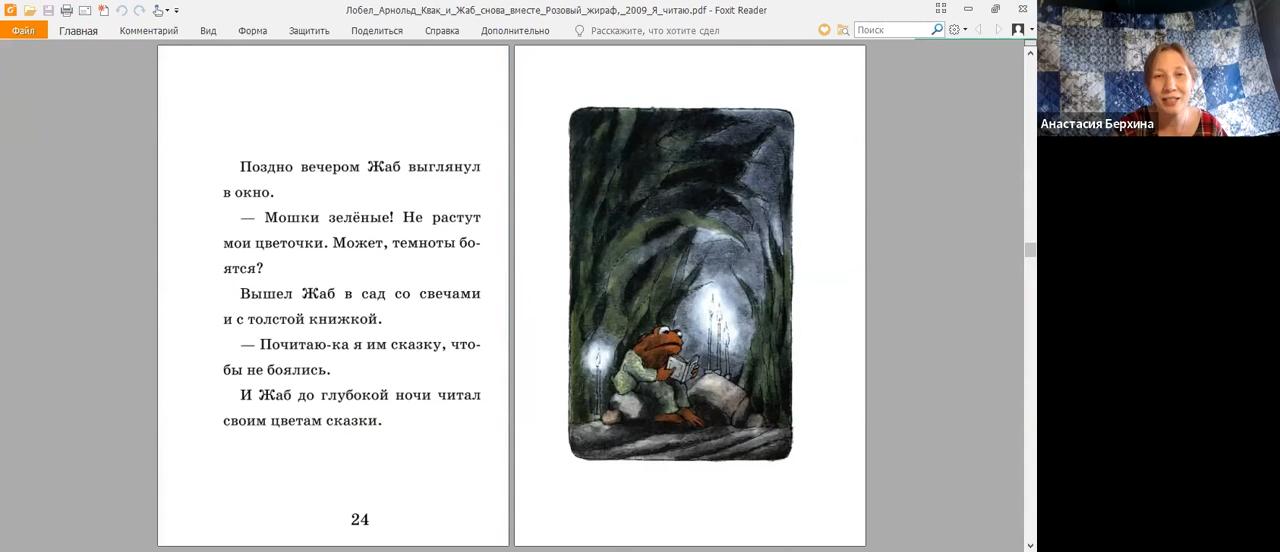 Лобел_Арнольд_Квак_и_Жаб_снова_вместе_Розовый_жираф,_2009_Я_читаю.pdf - Foxit Reader
Файл Главная Комментарий Вид Форма Защитить Поделиться Справка Дополнительно Расскажите, что хотите сдел Поиск
Анастасия Берхина
Поздно вечером Жаб выглянул
в окно.
— Мошки зелёные! Не растут
мои цветочки. Может, темноты бо-
ятся?
Вышел Жаб в сад со свечами
и с толстой книжкой.
— Почитаю-ка я им сказку, что-
бы не боялись.
И Жаб до глубокой ночи читал
своим цветам сказки.
24